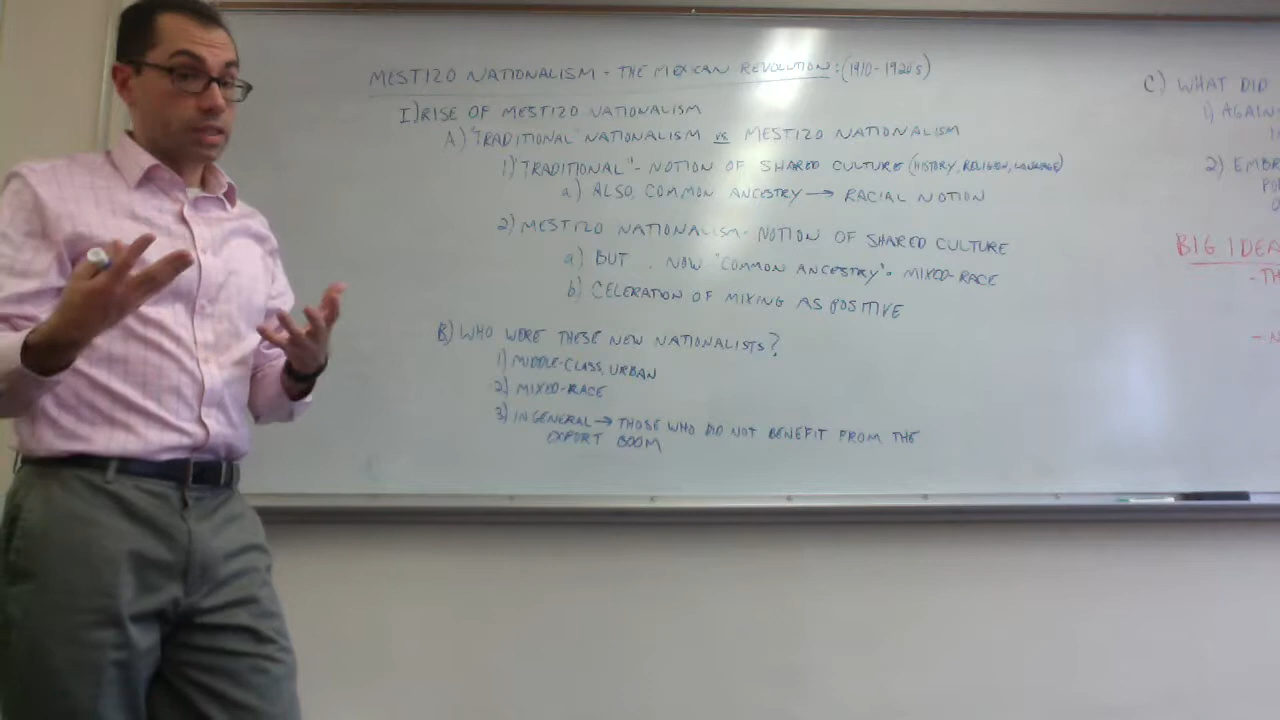 MESTIZO NATIONALISM - THE MEXICAN REVOLUTION: (1910-1920s)
I) RISE OF MESTIZO NATIONALISM
A) "TRADITIONAL" NATIONALISM vs MESTIZO NATIONALISM
1) "TRADITIONAL" - NOTION OF SHARED CULTURE (HISTORY, RELIGION, LANGUAGE)
a) ALSO, COMMON ANCESTRY → RACIAL NOTION
2) MESTIZO NATIONALISM - NOTION OF SHARED CULTURE
a) BUT . NOW "COMMON ANCESTRY" = MIXED-RACE
b) CELERATION OF MIXING AS POSITIVE
B) WHO WERE THESE NEW NATIONALISTS?
1) MIDDLE-CLASS, URBAN
2) MIXED-RACE
3) IN GENERAL → THOSE WHO DID NOT BENEFIT FROM THE
EXPORT BOOM
C) WHAT DID
1) AGAIN
2) EMBR
BIG IDEA